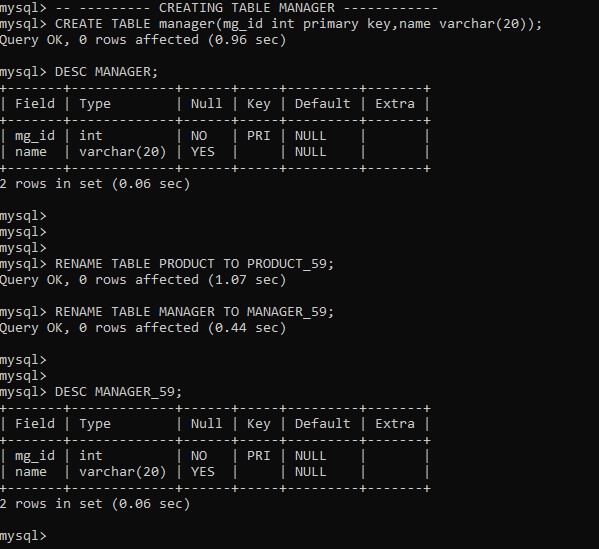 mysql> -- --------- CREATING TABLE MANAGER ------------
mysql> CREATE TABLE manager(mg_id int primary key,name varchar(20));
Query OK, 0 rows affected (0.96 sec)
mysql> DESC MANAGER;
+-------+-------------+------+-----+---------+-------+
| Field | Type        | Null | Key | Default | Extra |
+-------+-------------+------+-----+---------+-------+
| mg_id | int         | NO   | PRI | NULL    |       |
| name  | varchar(20) | YES  |     | NULL    |       |
+-------+-------------+------+-----+---------+-------+
2 rows in set (0.06 sec)
mysql>
mysql>
mysql>
mysql> RENAME TABLE PRODUCT TO PRODUCT_59;
Query OK, 0 rows affected (1.07 sec)
mysql> RENAME TABLE MANAGER TO MANAGER_59;
Query OK, 0 rows affected (0.44 sec)
mysql>
mysql>
mysql> DESC MANAGER_59;
+-------+-------------+------+-----+---------+-------+
| Field | Type        | Null | Key | Default | Extra |
+-------+-------------+------+-----+---------+-------+
| mg_id | int         | NO   | PRI | NULL    |       |
| name  | varchar(20) | YES  |     | NULL    |       |
+-------+-------------+------+-----+---------+-------+
2 rows in set (0.06 sec)
mysql>